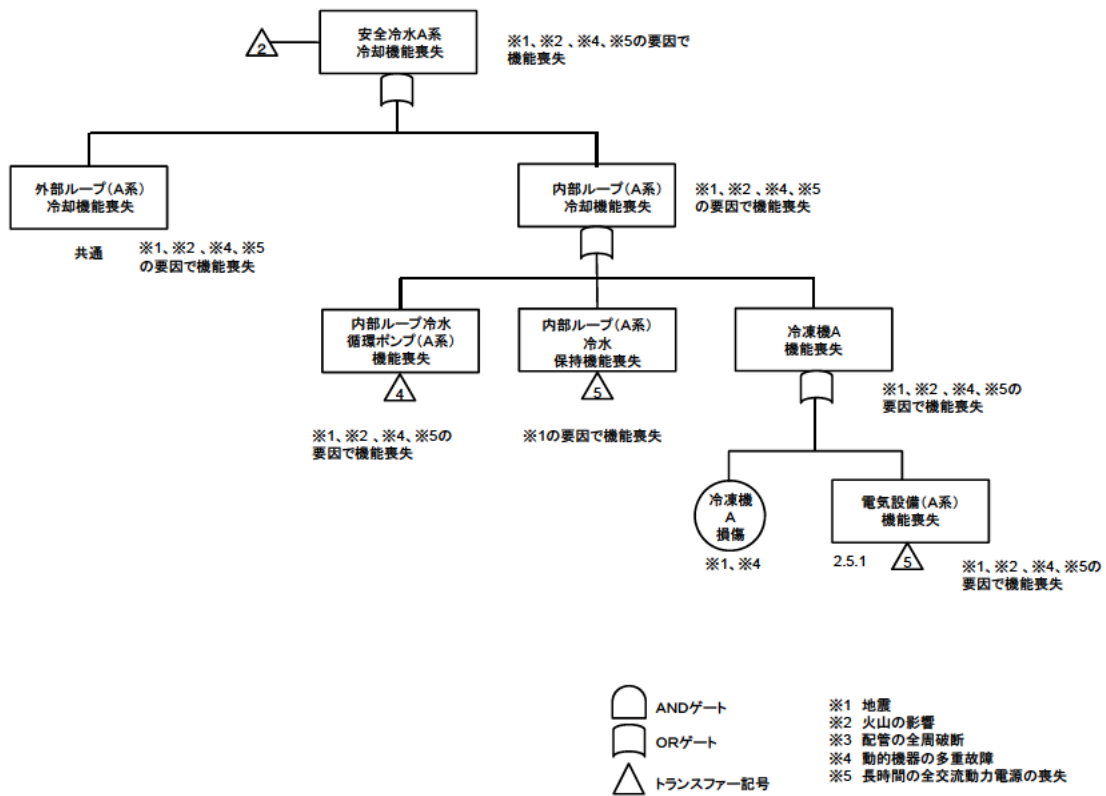 2
安全冷水A系
冷却機能喪失
※1、※2 、※4、※5の要因で
機能喪失
外部ループ(A系)
冷却機能喪失
共通
※1、※2 、※4、※5
の要因で機能喪失
内部ループ(A系)
冷却機能喪失
※1、※2 、※4、※5
の要因で機能喪失
内部ループ冷水
循環ポンプ(A系)
機能喪失
4
※1、※2 、※4、※5の
要因で機能喪失
内部ループ(A系)
冷水
保持機能喪失
5
※1の要因で機能喪失
冷凍機A
機能喪失
※1、※2 、※4、※5の
要因で機能喪失
冷凍機
A
損傷
※1、※4
電気設備(A系)
機能喪失
2.5.1
5
※1、※2 、※4、※5の
要因で機能喪失
ANDゲート
ORゲート
トランスファー記号
※1 地震
※2 火山の影響
※3 配管の全周破断
※4 動的機器の多重故障
※5 長時間の全交流動力電源の喪失